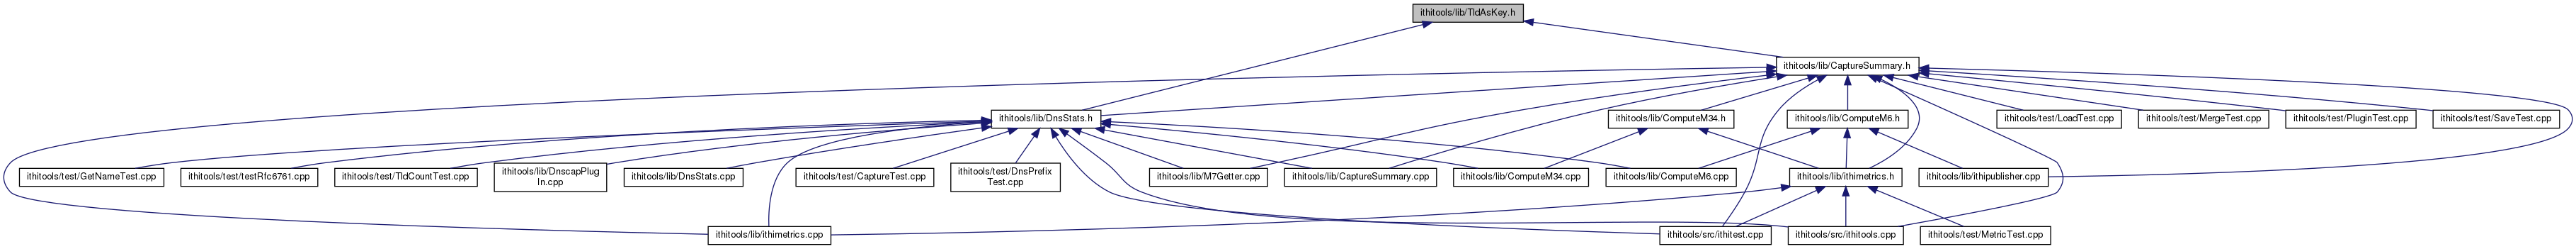 ithitools/lib/TldAsKey.h
ithitools/lib/CaptureSummary.h
ithitools/lib/DnsStats.h
ithitools/lib/ComputeM34.h
ithitools/lib/ComputeM6.h
ithitools/test/LoadTest.cpp
ithitools/test/MergeTest.cpp
ithitools/test/PluginTest.cpp
ithitools/test/SaveTest.cpp
ithitools/test/GetNameTest.cpp
ithitools/test/testRfc6761.cpp
ithitools/test/TldCountTest.cpp
ithitools/lib/DnscapPlug
In.cpp
ithitools/lib/DnsStats.cpp
ithitools/test/CaptureTest.cpp
ithitools/test/DnsPrefix
Test.cpp
ithitools/lib/M7Getter.cpp
ithitools/lib/CaptureSummary.cpp
ithitools/lib/ComputeM34.cpp
ithitools/lib/ComputeM6.cpp
ithitools/lib/ithimetrics.h
ithitools/lib/ithipublisher.cpp
ithitools/lib/ithimetrics.cpp
ithitools/src/ithitest.cpp
ithitools/src/ithitools.cpp
ithitools/test/MetricTest.cpp